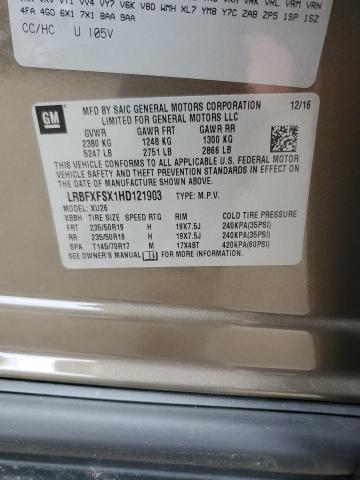 4FA 4G0 6X1 7X1 8AA 9AA
CC/HC U 105V
GM
MFD BY SAIC GENERAL MOTORS CORPORATION 12/16
LIMITED FOR GENERAL MOTORS LLC
GVWR GAWR FRT GAWR RR
2380 KG 1248 KG 1300 KG
5247 LB 2751 LB 2866 LB
THIS VEHICLE CONFORMS TO ALL APPLICABLE U.S. FEDERAL MOTOR
VEHICLE SAFETY AND THEFT PREVENTION STANDARDS IN EFFECT ON
THE DATE OF MANUFACTURE SHOWN ABOVE.
LRBFXFSX1HD121903 TYPE: M.P.V.
MODEL: XU26
XBBH TIRE SIZE SPEED RTG RIM COLD TIRE PRESSURE
FRT 235/50R19 H 19X7.5J 240KPA(35PSI)
RR 235/50R19 H 19X7.5J 240KPA(35PSI)
SPA T145/70R17 M 17X4BT 420KPA(60PSI)
SEE OWNER'S MANUAL FOR MORE INFORMATION.